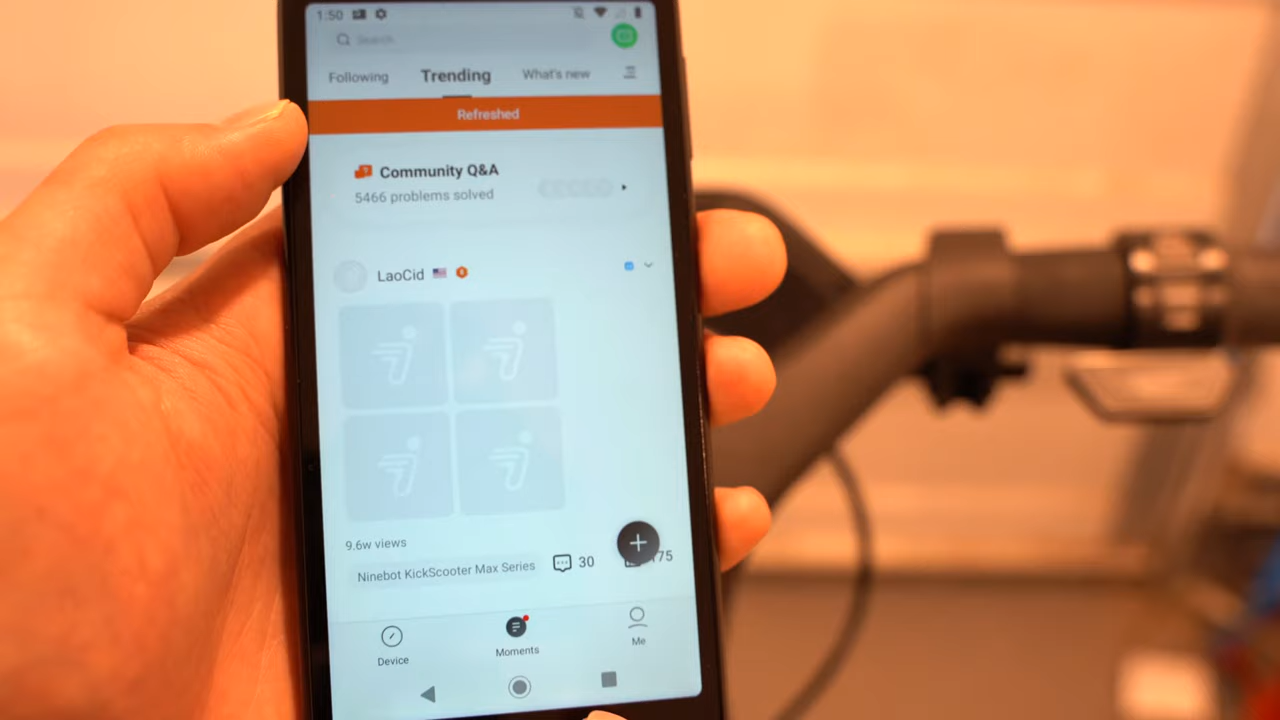 1:50
Search
Following Trending What's new
Refreshed
Community Q&A
5466 problems solved
LaoCid
9.6w views
Ninebot KickScooter Max Series 30 175
Device Moments Me